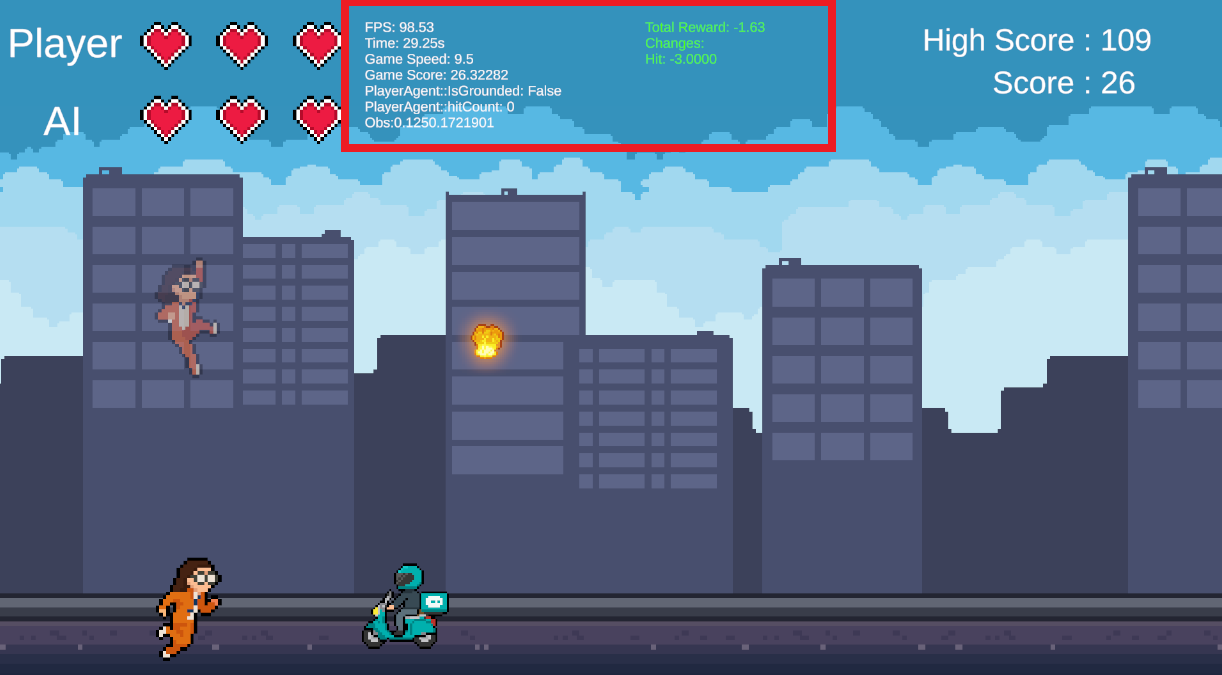 Player
AI
FPS: 98.53
Time: 29.25s
Game Speed: 9.5
Game Score: 26.32282
PlayerAgent::IsGrounded: False
PlayerAgent::hitCount: 0
Obs:0.1250.1721901
Total Reward: -1.63
Changes:
Hit: -3.0000
High Score : 109
Score : 26